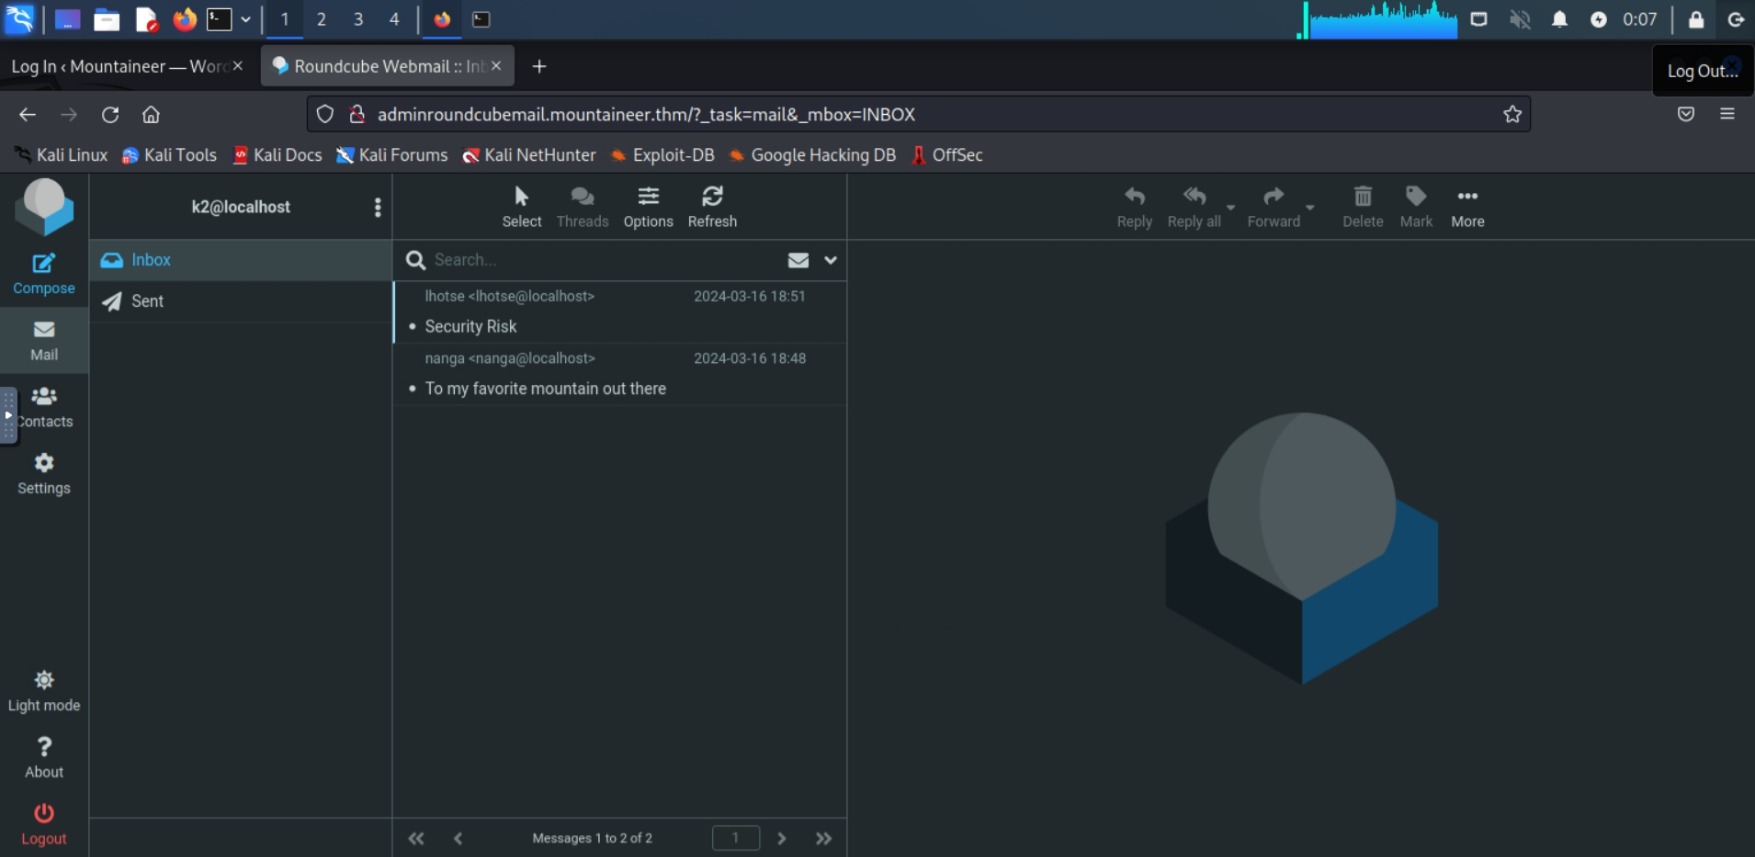 1 2 3 4 0:07
Log In ‹ Mountaineer — Wor
Roundcube Webmail :: Inb
Log Out...
adminroundcubemail.mountaineer.thm/?_task=mail&_mbox=INBOX
Kali Linux Kali Tools Kali Docs Kali Forums Kali NetHunter Exploit-DB Google Hacking DB OffSec
k2@localhost
Select Threads Options Refresh
Reply Reply all Forward Delete Mark More
Compose
Mail
Contacts
Settings
Light mode
About
Logout
Inbox
Sent
Search...
lhotse <lhotse@localhost> 2024-03-16 18:51
• Security Risk
nanga <nanga@localhost> 2024-03-16 18:48
• To my favorite mountain out there
Messages 1 to 2 of 2 1